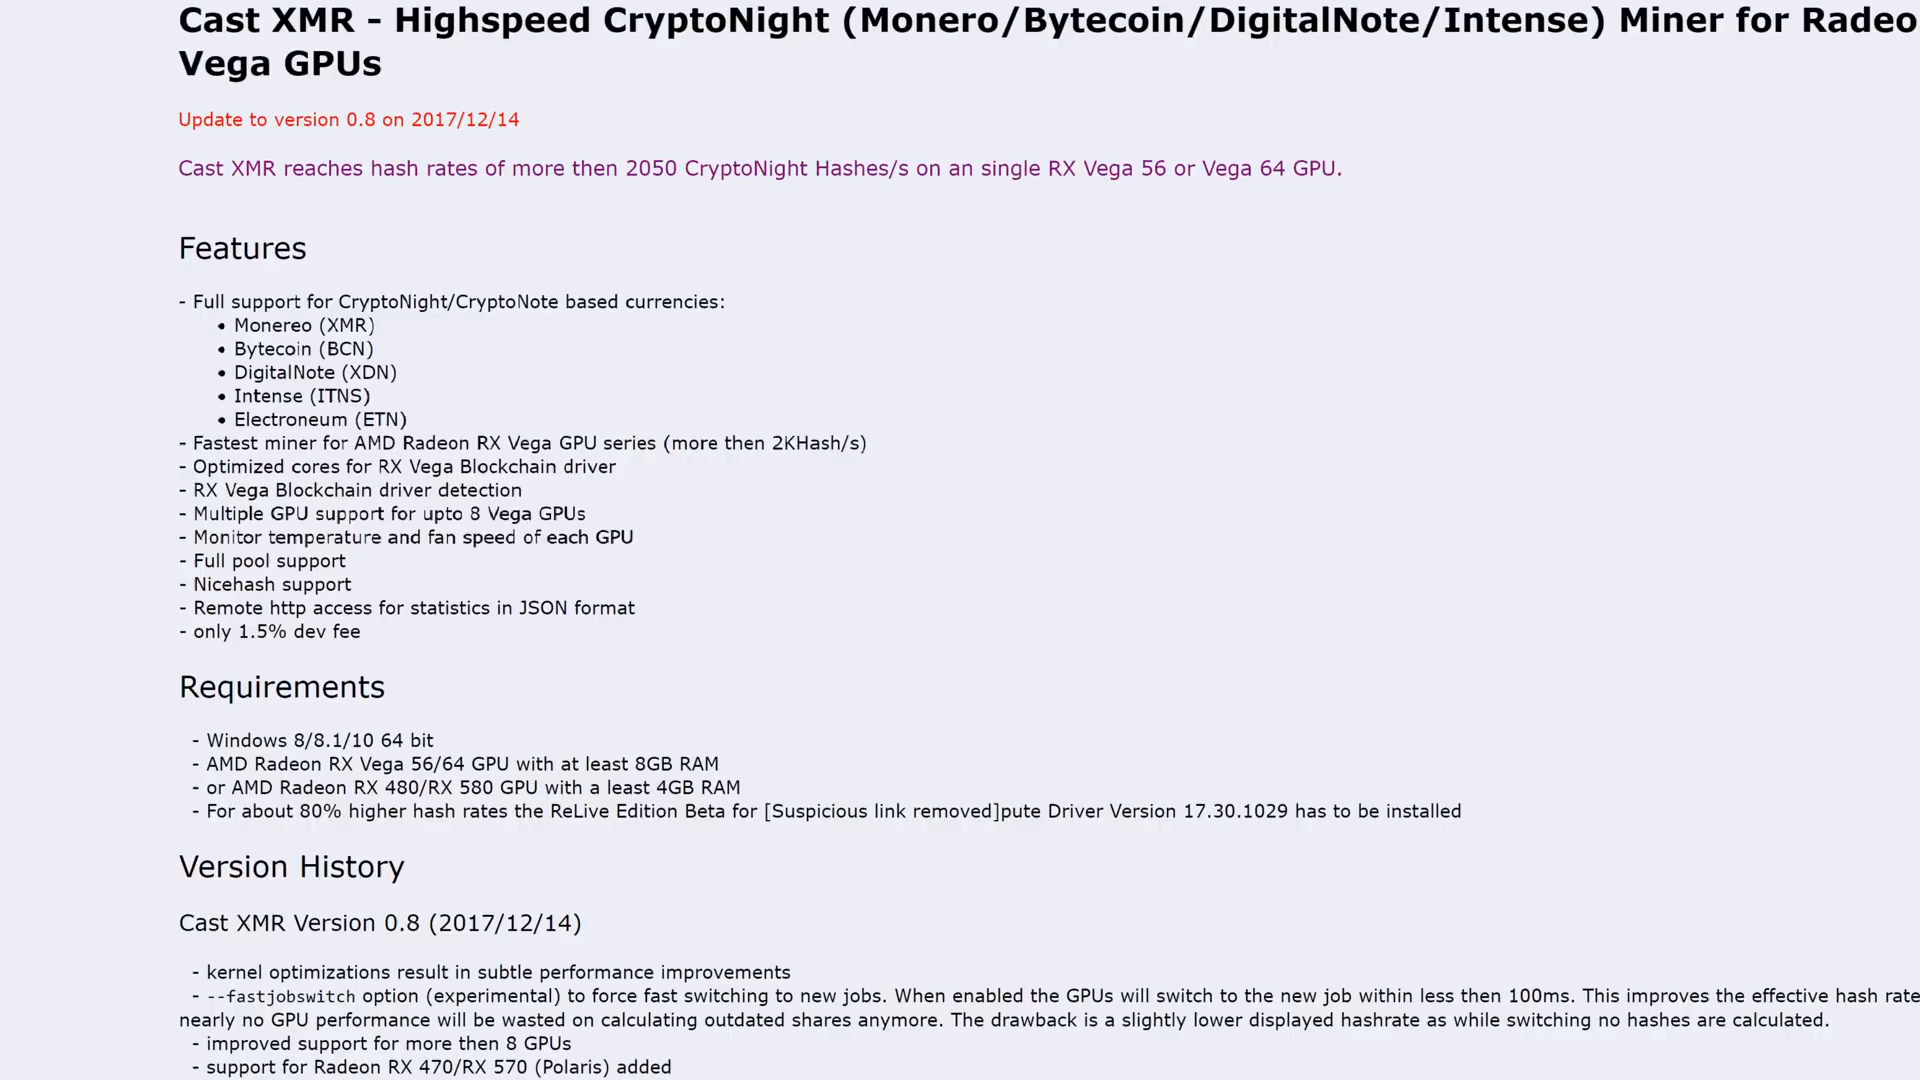 Cast XMR - Highspeed CryptoNight (Monero/Bytecoin/DigitalNote/Intense) Miner for Radeo
Vega GPUs
Update to version 0.8 on 2017/12/14
Cast XMR reaches hash rates of more then 2050 CryptoNight Hashes/s on an single RX Vega 56 or Vega 64 GPU.
Features
- Full support for CryptoNight/CryptoNote based currencies:
• Monereo (XMR)
• Bytecoin (BCN)
• DigitalNote (XDN)
• Intense (ITNS)
• Electroneum (ETN)
- Fastest miner for AMD Radeon RX Vega GPU series (more then 2KHash/s)
- Optimized cores for RX Vega Blockchain driver
- RX Vega Blockchain driver detection
- Multiple GPU support for upto 8 Vega GPUs
- Monitor temperature and fan speed of each GPU
- Full pool support
- Nicehash support
- Remote http access for statistics in JSON format
- only 1.5% dev fee
Requirements
- Windows 8/8.1/10 64 bit
- AMD Radeon RX Vega 56/64 GPU with at least 8GB RAM
- or AMD Radeon RX 480/RX 580 GPU with a least 4GB RAM
- For about 80% higher hash rates the ReLive Edition Beta for [Suspicious link removed]pute Driver Version 17.30.1029 has to be installed
Version History
Cast XMR Version 0.8 (2017/12/14)
- kernel optimizations result in subtle performance improvements
- --fastjobswitch option (experimental) to force fast switching to new jobs. When enabled the GPUs will switch to the new job within less then 100ms. This improves the effective hash rate
nearly no GPU performance will be wasted on calculating outdated shares anymore. The drawback is a slightly lower displayed hashrate as while switching no hashes are calculated.
- improved support for more then 8 GPUs
- support for Radeon RX 470/RX 570 (Polaris) added